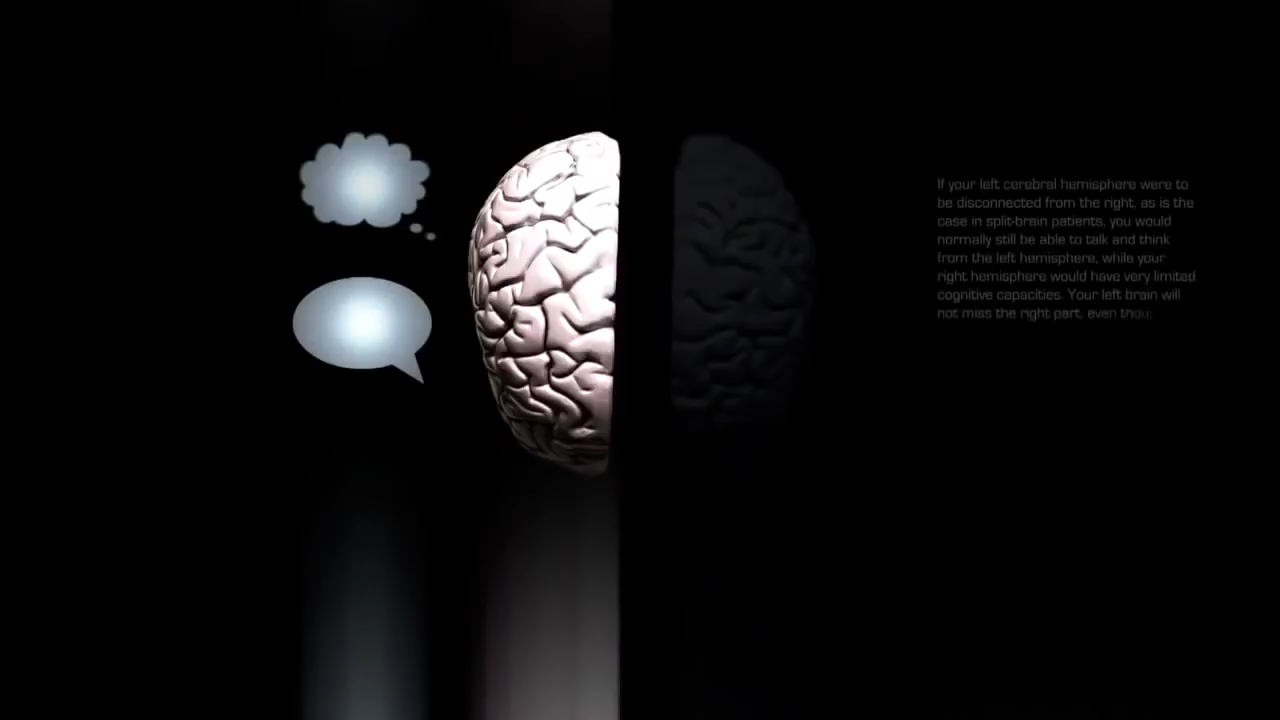 If your left cerebral hemisphere were to
be disconnected from the right, as is the
case in split-brain patients, you would
normally still be able to talk and think
from the left hemisphere, while your
right hemisphere would have very limited
cognitive capacities. Your left brain will
not miss the right part, even thou